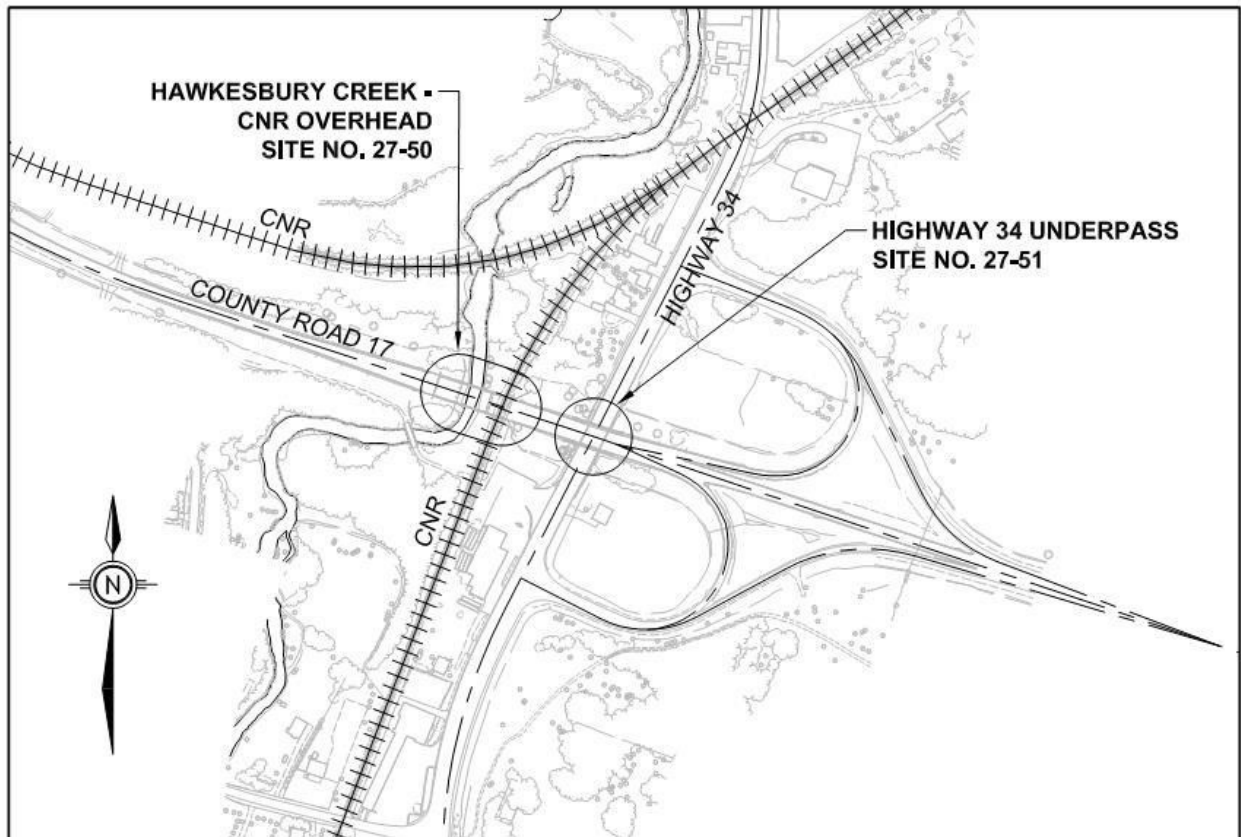 HAWKESBURY CREEK -
CNR OVERHEAD
SITE NO. 27-50
CNR
COUNTY ROAD 17
HIGHWAY 34
HIGHWAY 34 UNDERPASS
SITE NO. 27-51
CNR
N